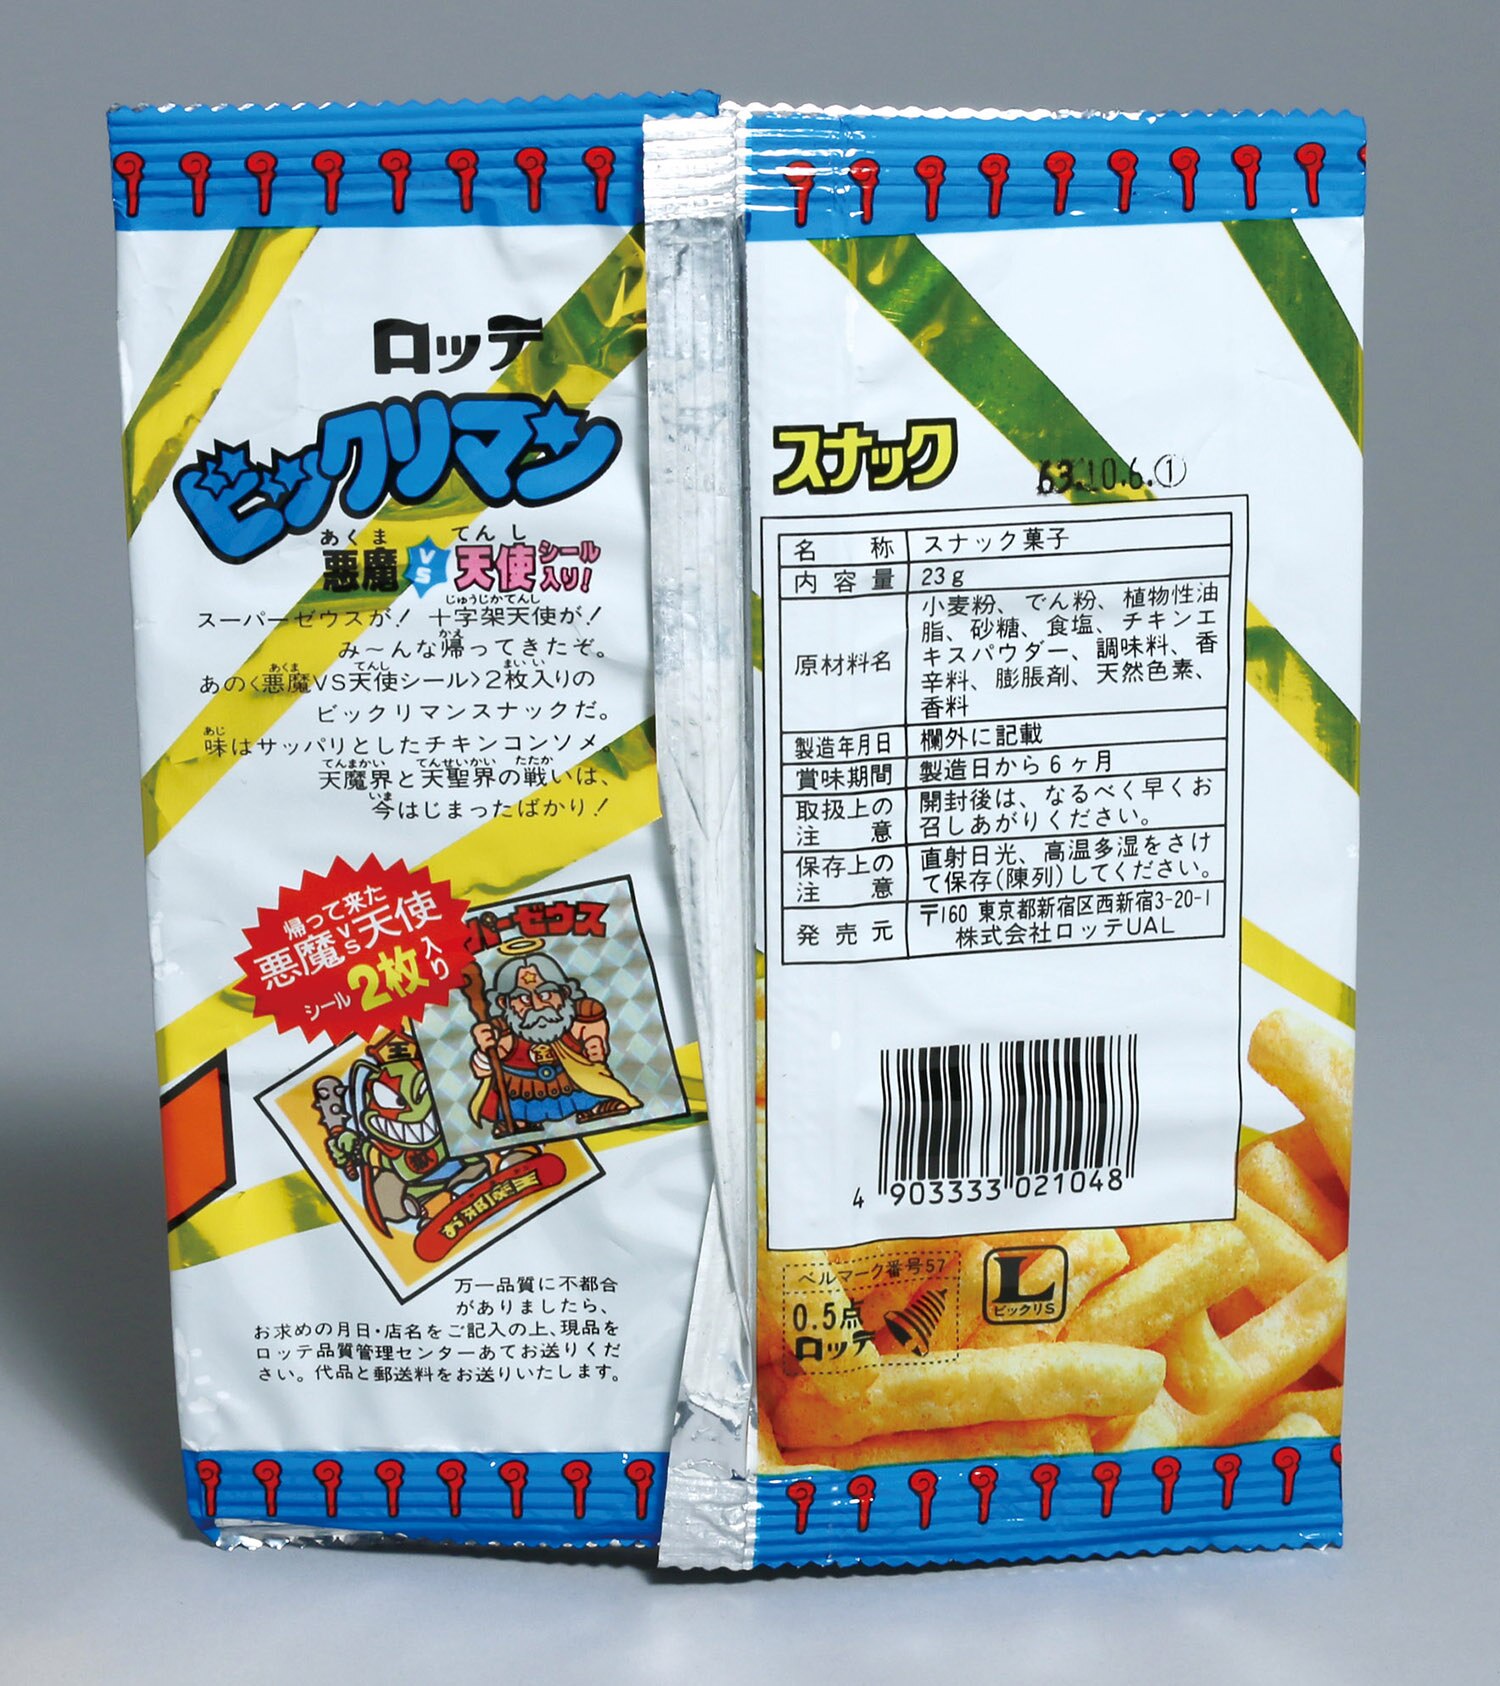 ロッテ
ビックリマン
あくま てんし
悪魔VS天使シール入り!
じゅうじかてんし
スーパーゼウスが! 十字架天使が!
かえ
み〜んな帰ってきたぞ。
あくま てんし まいい
あの<悪魔VS天使シール>2枚入りの
ビックリマンスナックだ。
あじ
味はサッパリとしたチキンコンソメ。
てんまかい てんせいかい たたか
天魔界と天聖界の戦いは、
いま
今はじまったばかり!
帰って来た
悪魔VS天使
シール2枚入り
パーゼウス
お邪魔王
万一品質に不都合
がありましたら、
お求めの月日・店名をご記入の上、現品を
ロッテ品質管理センターあてお送りくだ
さい。代品と郵送料をお送りいたします。
スナック
63.10.6.①
名称 スナック菓子
内容量 23g
原材料名 小麦粉、でん粉、植物性油
脂、砂糖、食塩、チキンエ
キスパウダー、調味料、香
辛料、膨脹剤、天然色素、
香料
製造年月日 欄外に記載
賞味期間 製造日から6ヶ月
取扱上の注意 開封後は、なるべく早くお
召しあがりください。
保存上の注意 直射日光、高温多湿をさけ
て保存(陳列)してください。
発売元 〒160 東京都新宿区西新宿3-20-1
株式会社ロッテUAL
4 903333 021048
ベルマーク番号57
0.5点
ロッテ
L
ビックリS